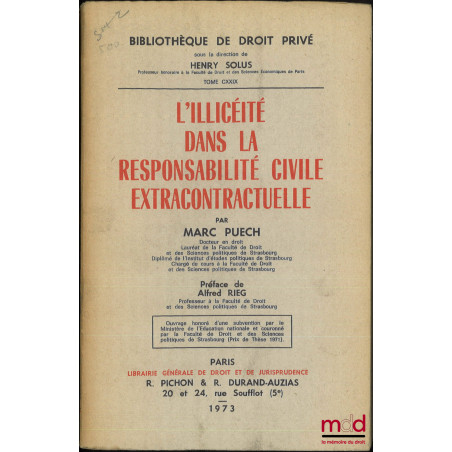 BIBLIOTHÈQUE DE DROIT PRIVÉ
sous la direction de
HENRY SOLUS
Professeur honoraire à la Faculté de Droit et des Sciences Économiques de Paris
TOME CXXIX
L'ILLICÉITÉ
DANS LA
RESPONSABILITÉ CIVILE
EXTRACONTRACTUELLE
PAR
MARC PUECH
Docteur en droit
Lauréat de la Faculté de Droit
et des Sciences politiques de Strasbourg
Diplômé de l'Institut d'études politiques de Strasbourg
Chargé de cours à la Faculté de Droit
et des Sciences politiques de Strasbourg
Préface de
Alfred RIEG
Professeur à la Faculté de Droit
et des Sciences politiques de Strasbourg
Ouvrage honoré d'une subvention par le
Ministère de l'Éducation nationale et couronné
par la Faculté de Droit et des Sciences
politiques de Strasbourg (Prix de Thèse 1971).
PARIS
LIBRAIRIE GÉNÉRALE DE DROIT ET DE JURISPRUDENCE
R. PICHON & R. DURAND-AUZIAS
20 et 24, rue Soufflot (5e)
1973
mdd
la mémoire du droit